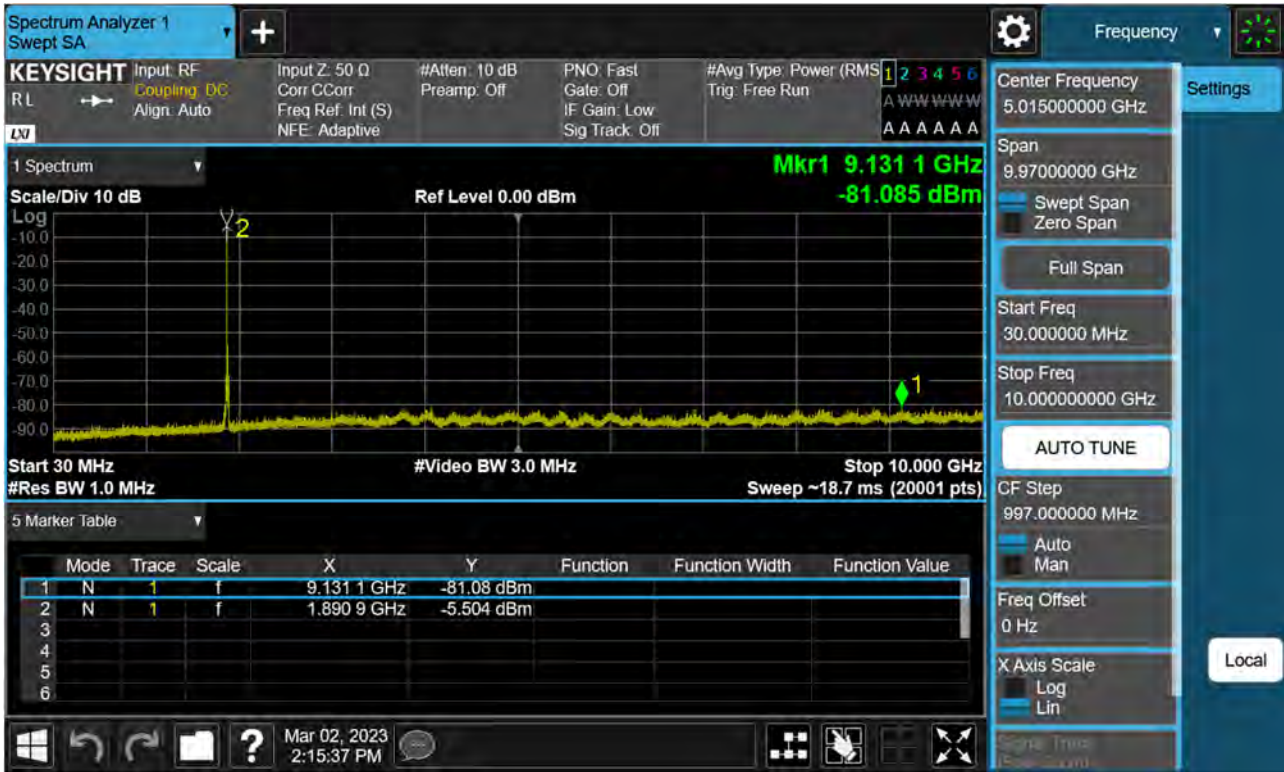 Spectrum Analyzer 1
Swept SA
Frequency
KEYSIGHT
RL
LXI
Input: RF
Coupling: DC
Align: Auto
Input Z: 50 Ω
Corr CCorr
Freq Ref: Int (S)
NFE: Adaptive
#Atten: 10 dB
Preamp: Off
PNO: Fast
Gate: Off
IF Gain: Low
Sig Track: Off
#Avg Type: Power (RMS
Trig: Free Run
1 2 3 4 5 6
A W W W W W
A A A A A A
1 Spectrum
Scale/Div 10 dB
Ref Level 0.00 dBm
Mkr1 9.131 1 GHz
-81.085 dBm
Log
-10.0
-20.0
-30.0
-40.0
-50.0
-60.0
-70.0
-80.0
-90.0
2
1
Start 30 MHz
#Video BW 3.0 MHz
Stop 10.000 GHz
#Res BW 1.0 MHz
Sweep ~18.7 ms (20001 pts)
5 Marker Table
Mode Trace Scale X Y Function Function Width Function Value
1 N 1 f 9.131 1 GHz -81.08 dBm
2 N 1 f 1.890 9 GHz -5.504 dBm
3
4
5
6
Mar 02, 2023
2:15:37 PM
?
Center Frequency
5.015000000 GHz
Settings
Span
9.97000000 GHz
Swept Span
Zero Span
Full Span
Start Freq
30.000000 MHz
Stop Freq
10.000000000 GHz
AUTO TUNE
CF Step
997.000000 MHz
Auto
Man
Freq Offset
0 Hz
X Axis Scale
Log
Lin
Local